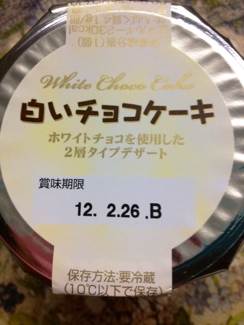 White Choco Cake
白いチョコケーキ
ホワイトチョコを使用した
2層タイプデザート
賞味期限
12. 2.26 .B
保存方法:要冷蔵
(10℃以下で保存)